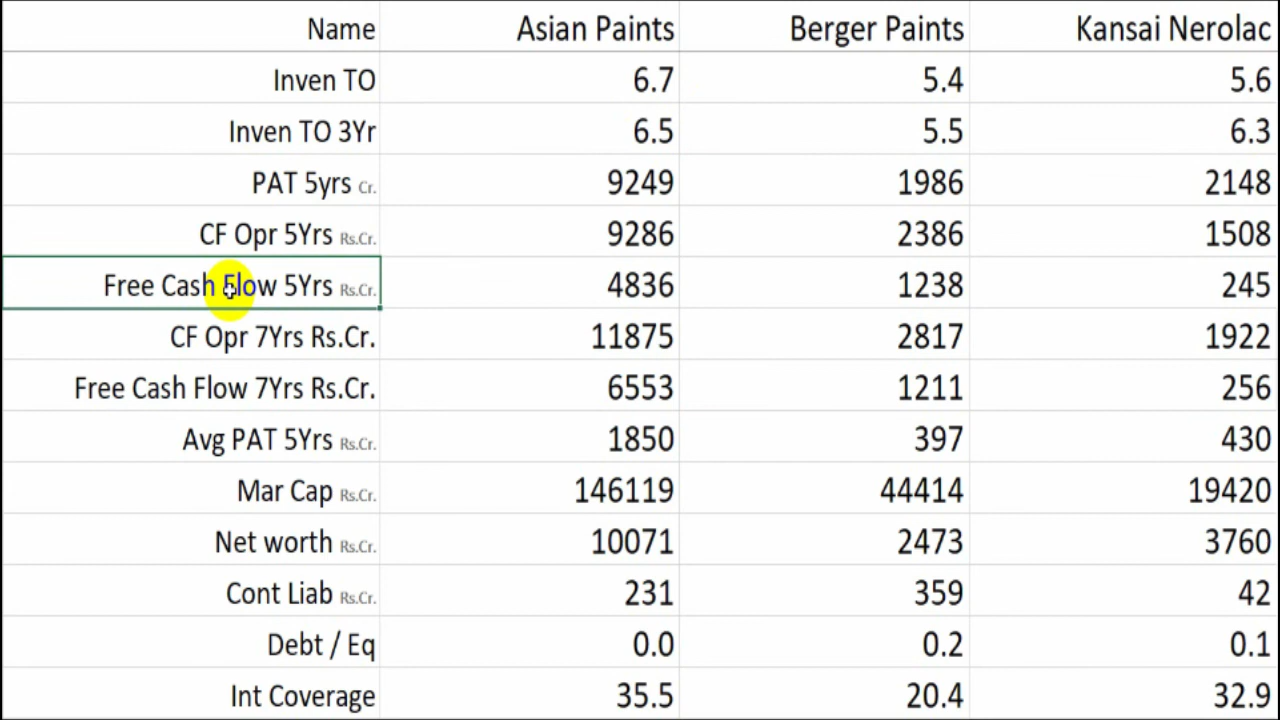 Name Asian Paints Berger Paints Kansai Nerolac
Inven TO 6.7 5.4 5.6
Inven TO 3Yr 6.5 5.5 6.3
PAT 5yrs Cr. 9249 1986 2148
CF Opr 5Yrs Rs.Cr. 9286 2386 1508
Free Cash Flow 5Yrs Rs.Cr. 4836 1238 245
CF Opr 7Yrs Rs.Cr. 11875 2817 1922
Free Cash Flow 7Yrs Rs.Cr. 6553 1211 256
Avg PAT 5Yrs Rs.Cr. 1850 397 430
Mar Cap Rs.Cr. 146119 44414 19420
Net worth Rs.Cr. 10071 2473 3760
Cont Liab Rs.Cr. 231 359 42
Debt / Eq 0.0 0.2 0.1
Int Coverage 35.5 20.4 32.9